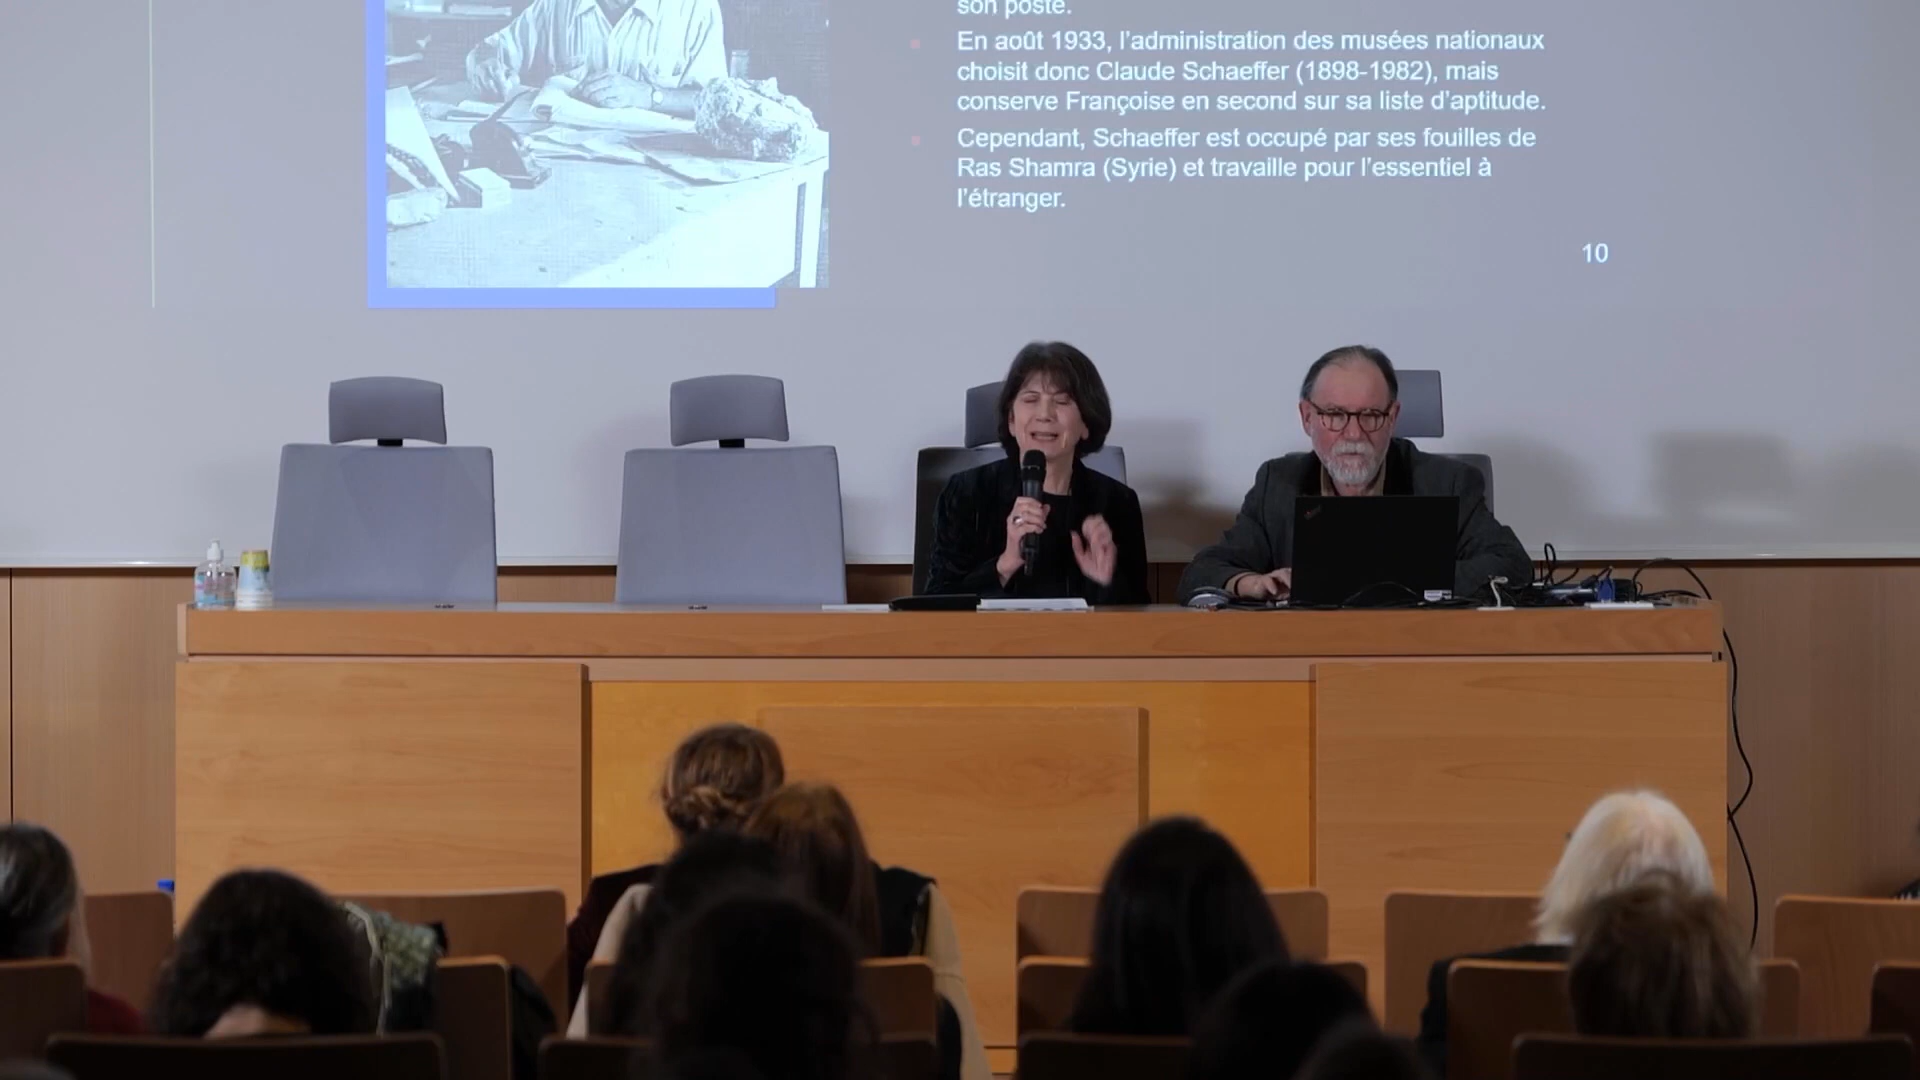 son poste.
En août 1933, l'administration des musées nationaux
choisit donc Claude Schaeffer (1898-1982), mais
conserve Françoise en second sur sa liste d'aptitude.
Cependant, Schaeffer est occupé par ses fouilles de
Ras Shamra (Syrie) et travaille pour l'essentiel à
l'étranger.
10